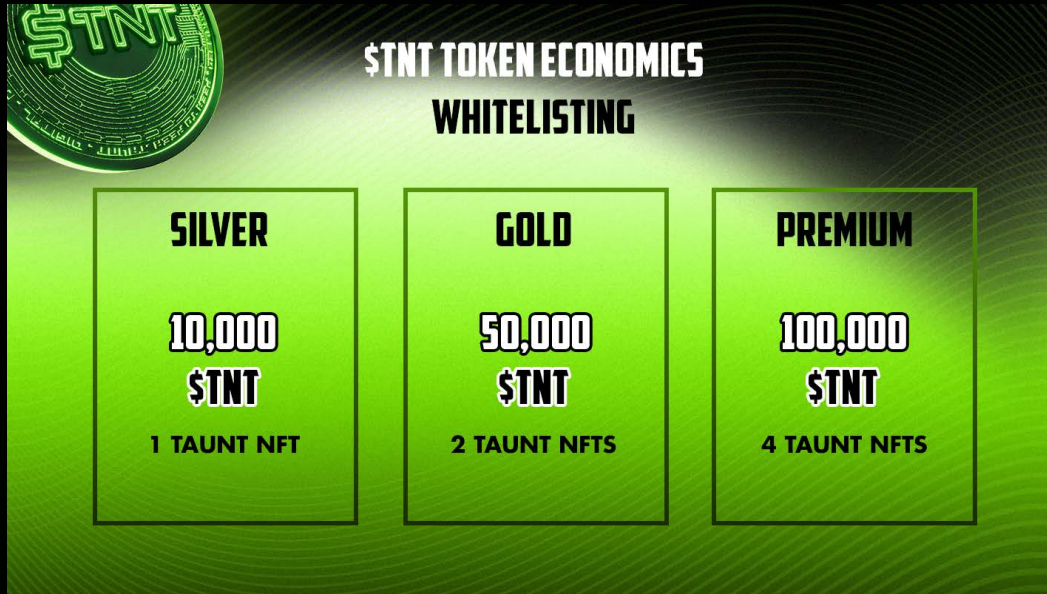 $TNT
$TNT TOKEN ECONOMICS
WHITELISTING
SILVER
10,000
$TNT
1 TAUNT NFT
GOLD
50,000
$TNT
2 TAUNT NFTS
PREMIUM
100,000
$TNT
4 TAUNT NFTS